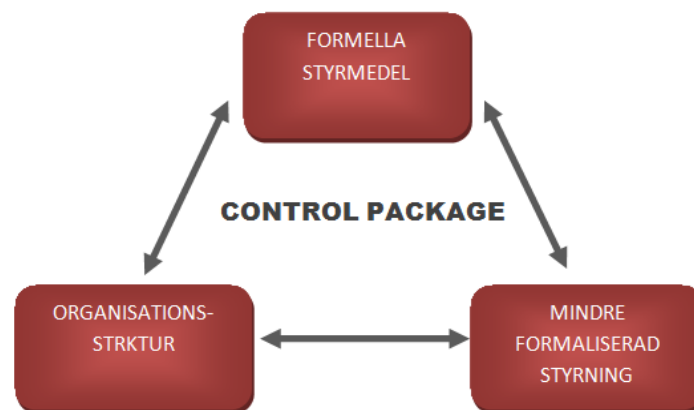 FORMELLA
STYRMEDEL
CONTROL PACKAGE
ORGANISATIONS-
STRKTUR
MINDRE
FORMALISERAD
STYRNING